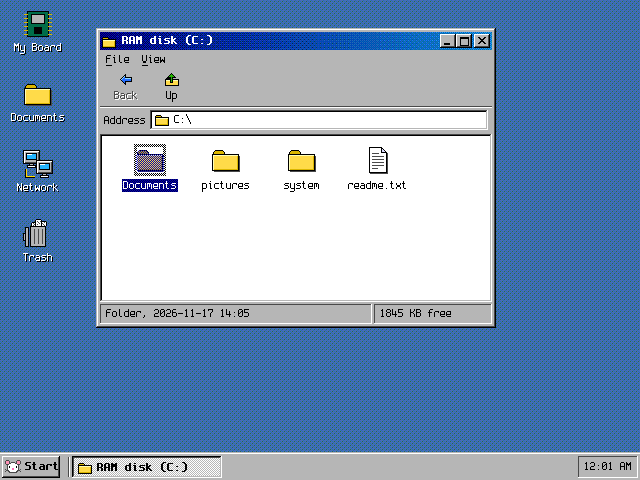 My Board
Documents
Network
Trash
RAM disk (C:)
File View
Back Up
Address C:\
Documents pictures system readme.txt
Folder, 2026-11-17 14:05 1845 KB free
Start RAM disk (C:) 12:01 AM